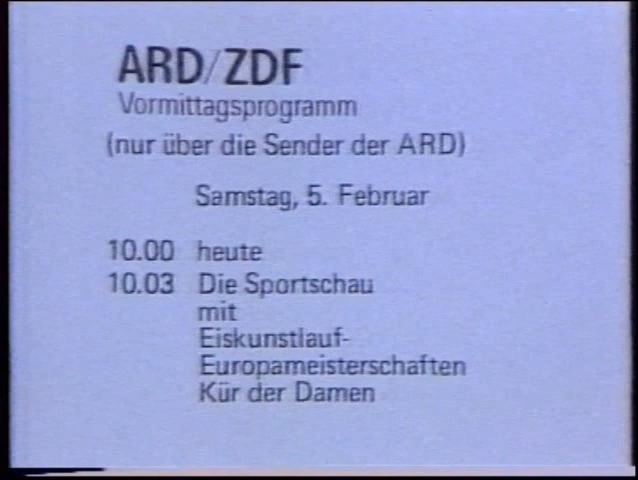 ARD/ZDF
Vormittagsprogramm
(nur über die Sender der ARD)
Samstag, 5. Februar
10.00 heute
10.03 Die Sportschau
mit
Eiskunstlauf-
Europameisterschaften
Kür der Damen